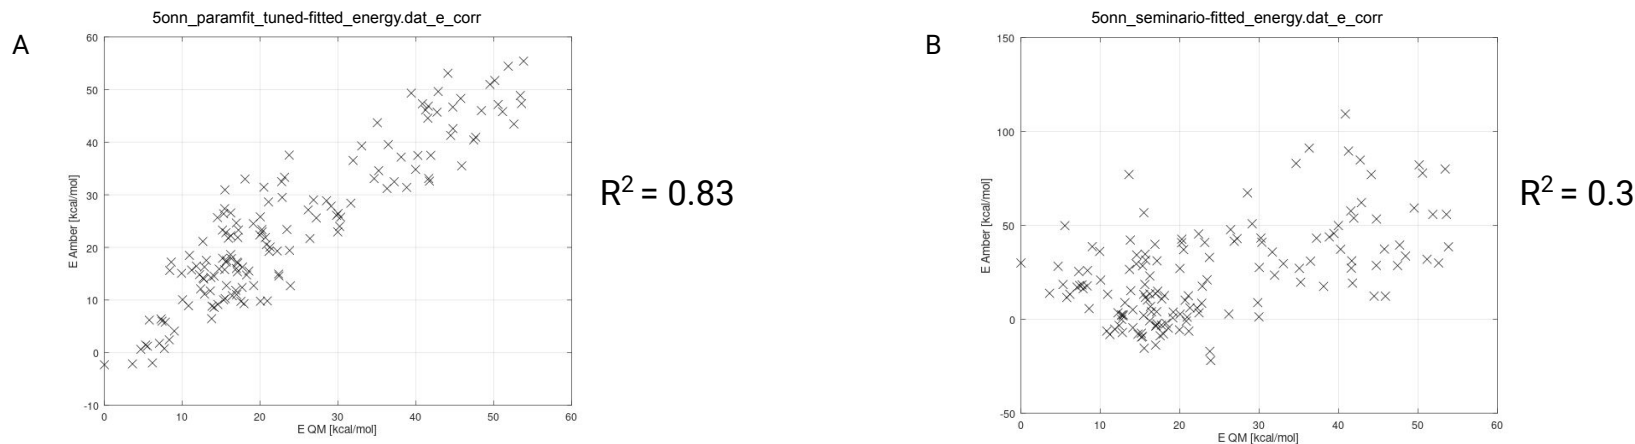 A
5onn_paramfit_tuned-fitted_energy.dat_e_corr
60
50
40
30
20
10
0
-10
E Amber [kcal/mol]
0 10 20 30 40 50 60
E QM [kcal/mol]
R² = 0.83
B
5onn_seminario-fitted_energy.dat_e_corr
150
100
50
0
-50
E Amber [kcal/mol]
0 10 20 30 40 50 60
E QM [kcal/mol]
R² = 0.3